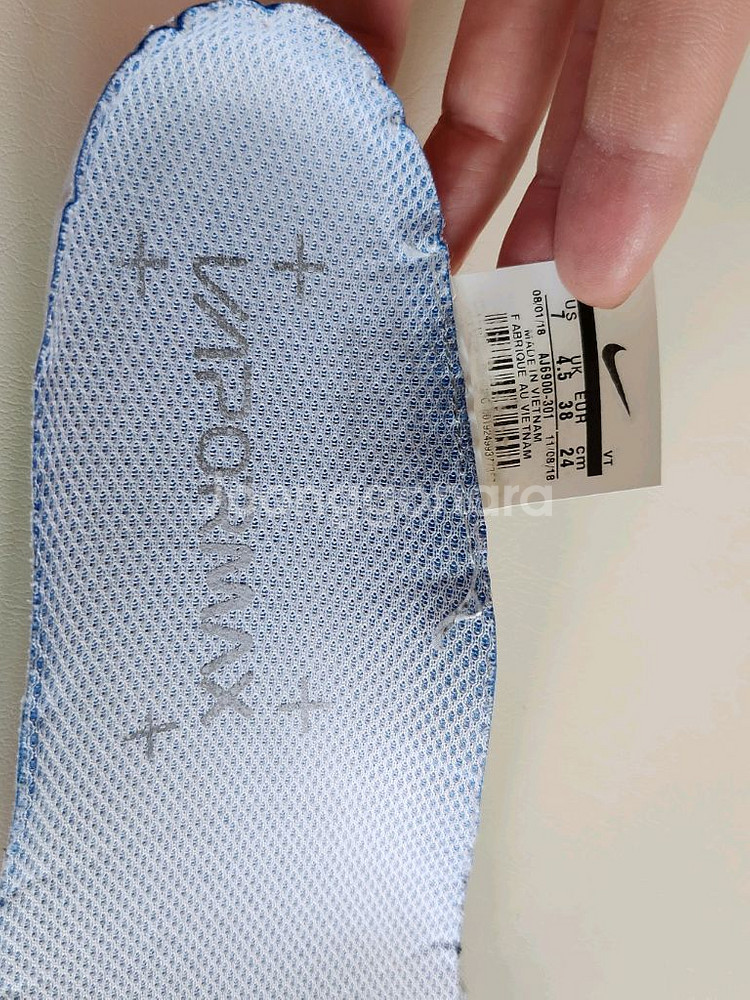 VAPORMAX
Joonggonara
VT
US UK EUR cm
7 4.5 38 24
08/01/18 AJ6900-301 11/08/18
MADE IN VIETNAM
FABRIQUE AU VIETNAM